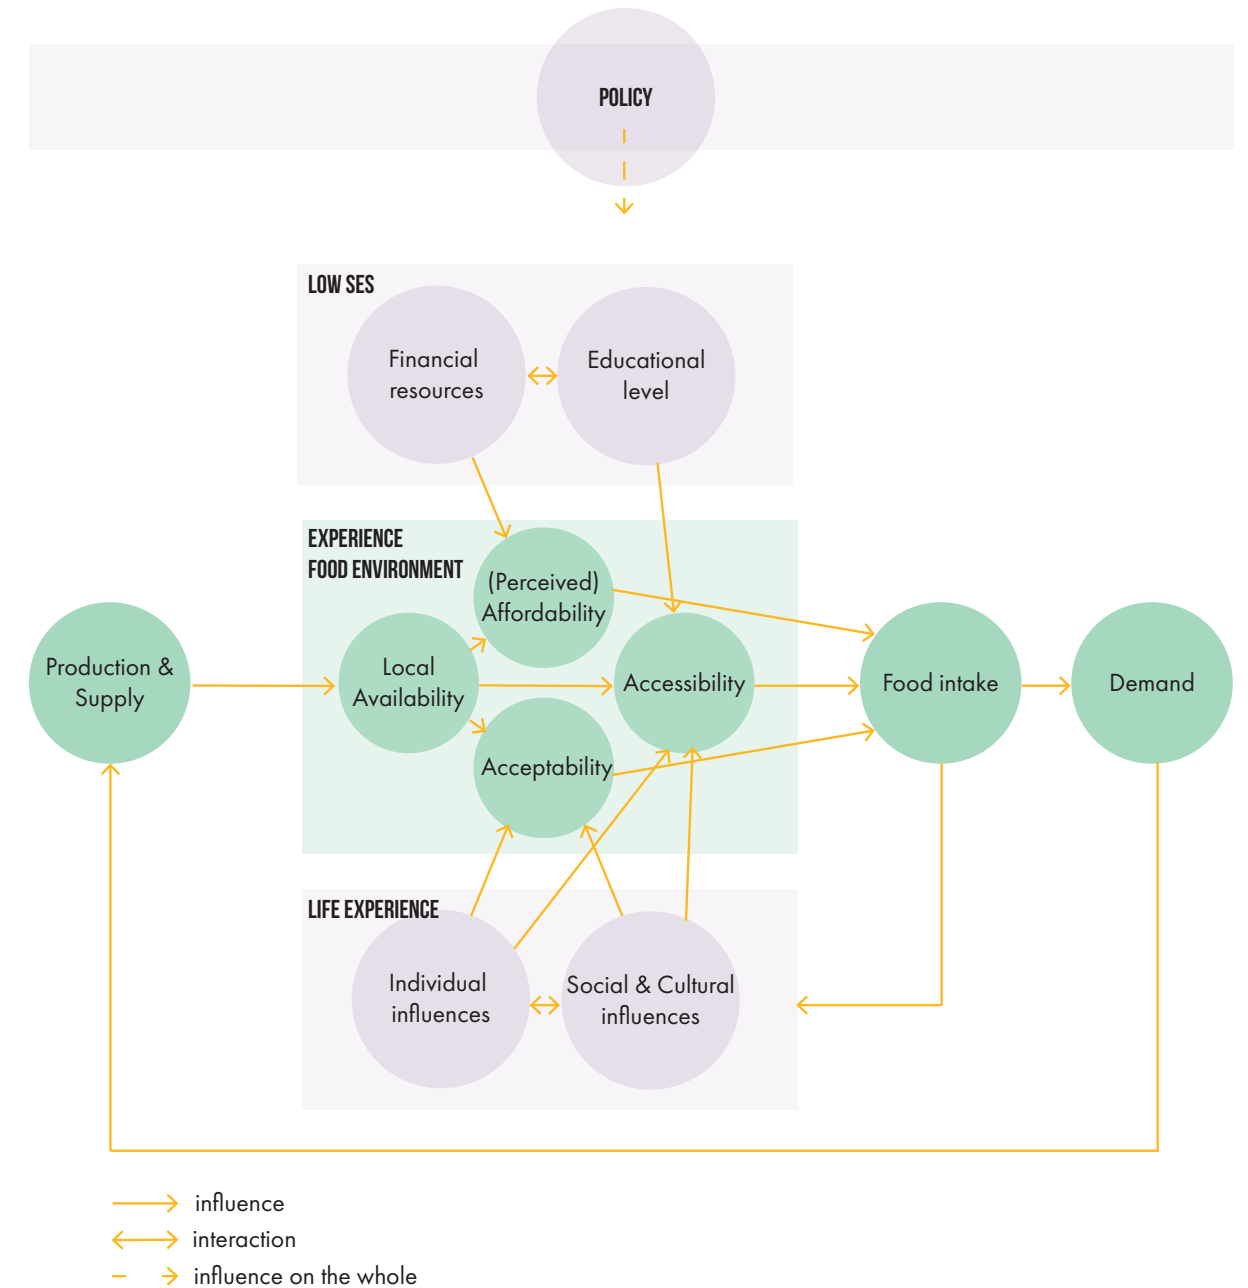 POLICY
LOW SES
Financial
resources
Educational
level
EXPERIENCE
FOOD ENVIRONMENT
(Perceived)
Affordability
Production &
Supply
Local
Availability
Accessibility
Food intake
Demand
Acceptability
LIFE EXPERIENCE
Individual
influences
Social & Cultural
influences
influence
interaction
influence on the whole